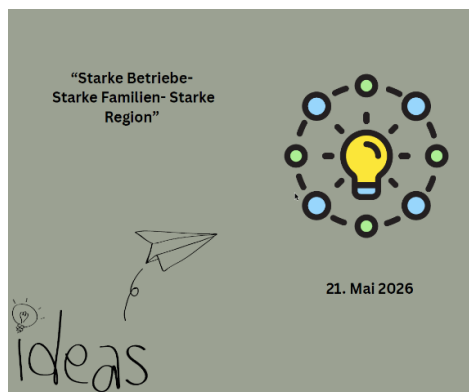 “Starke Betriebe-
Starke Familien- Starke
Region”
21. Mai 2026
ideas